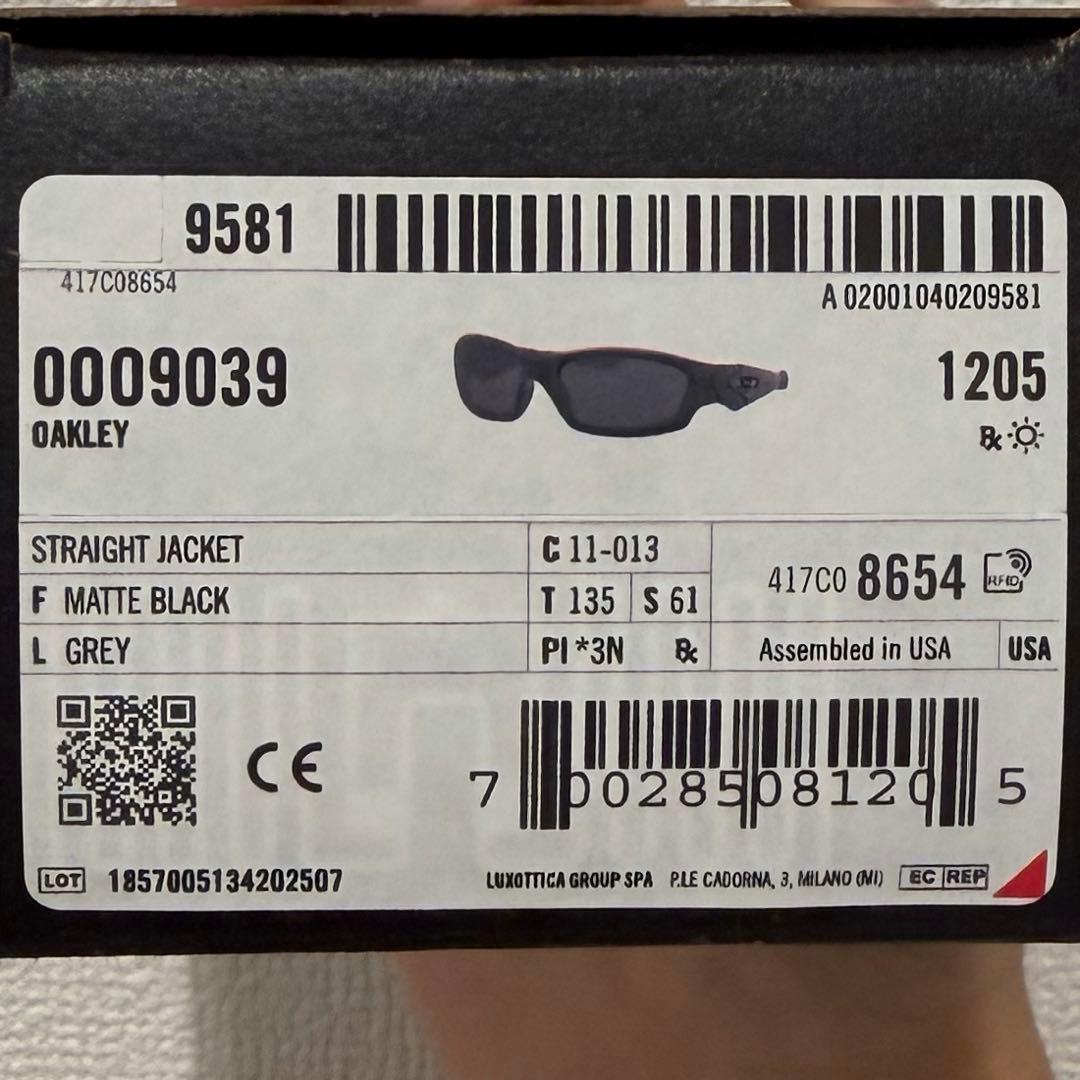 9581
417C08654
A 02001040209581
0009039
1205
OAKLEY
Rx
STRAIGHT JACKET
C 11-013
417C0 8654 RFID
F MATTE BLACK
T 135 S 61
L GREY
PI *3N Rx
Assembled in USA USA
CE
7 00285 08120 5
LOT 1857005134202507
LUXOTTICA GROUP SPA P.LE CADORNA, 3, MILANO (MI) EC REP